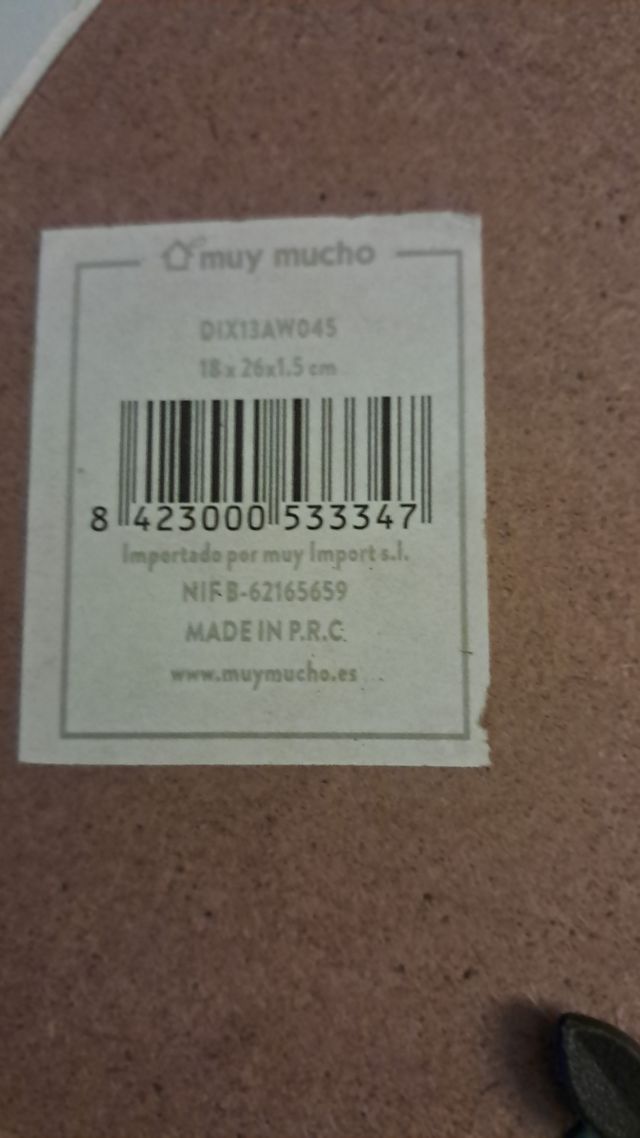 muy mucho
DIX13AW045
18 x 26x1.5 cm
8 423000 533347
Importado por muy Import s.l.
NIF B-62165659
MADE IN P.R.C.
www.muymucho.es